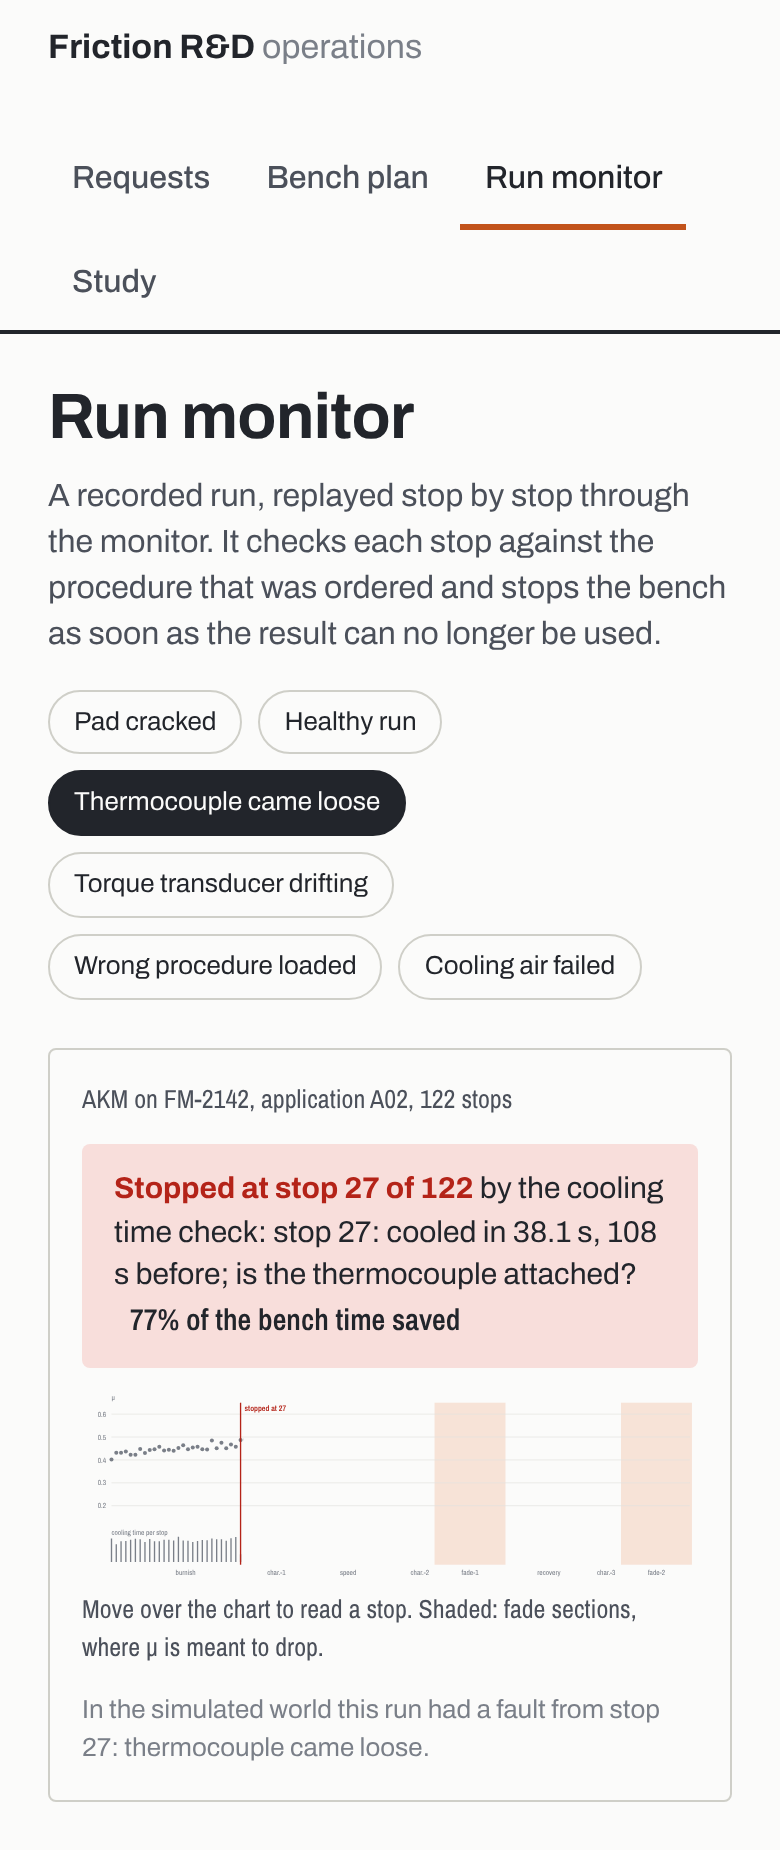 Friction R&D operations
Requests Bench plan Run monitor
Study
Run monitor
A recorded run, replayed stop by stop through
the monitor. It checks each stop against the
procedure that was ordered and stops the bench
as soon as the result can no longer be used.
Pad cracked Healthy run
Thermocouple came loose
Torque transducer drifting
Wrong procedure loaded Cooling air failed
AKM on FM-2142, application A02, 122 stops
Stopped at stop 27 of 122 by the cooling
time check: stop 27: cooled in 38.1 s, 108
s before; is the thermocouple attached?
77% of the bench time saved
μ
stopped at 27
0.6
0.5
0.4
0.3
0.2
cooling time per stop
burnish char.-1 speed char.-2 fade-1 recovery char.-3 fade-2
Move over the chart to read a stop. Shaded: fade sections,
where μ is meant to drop.
In the simulated world this run had a fault from stop
27: thermocouple came loose.